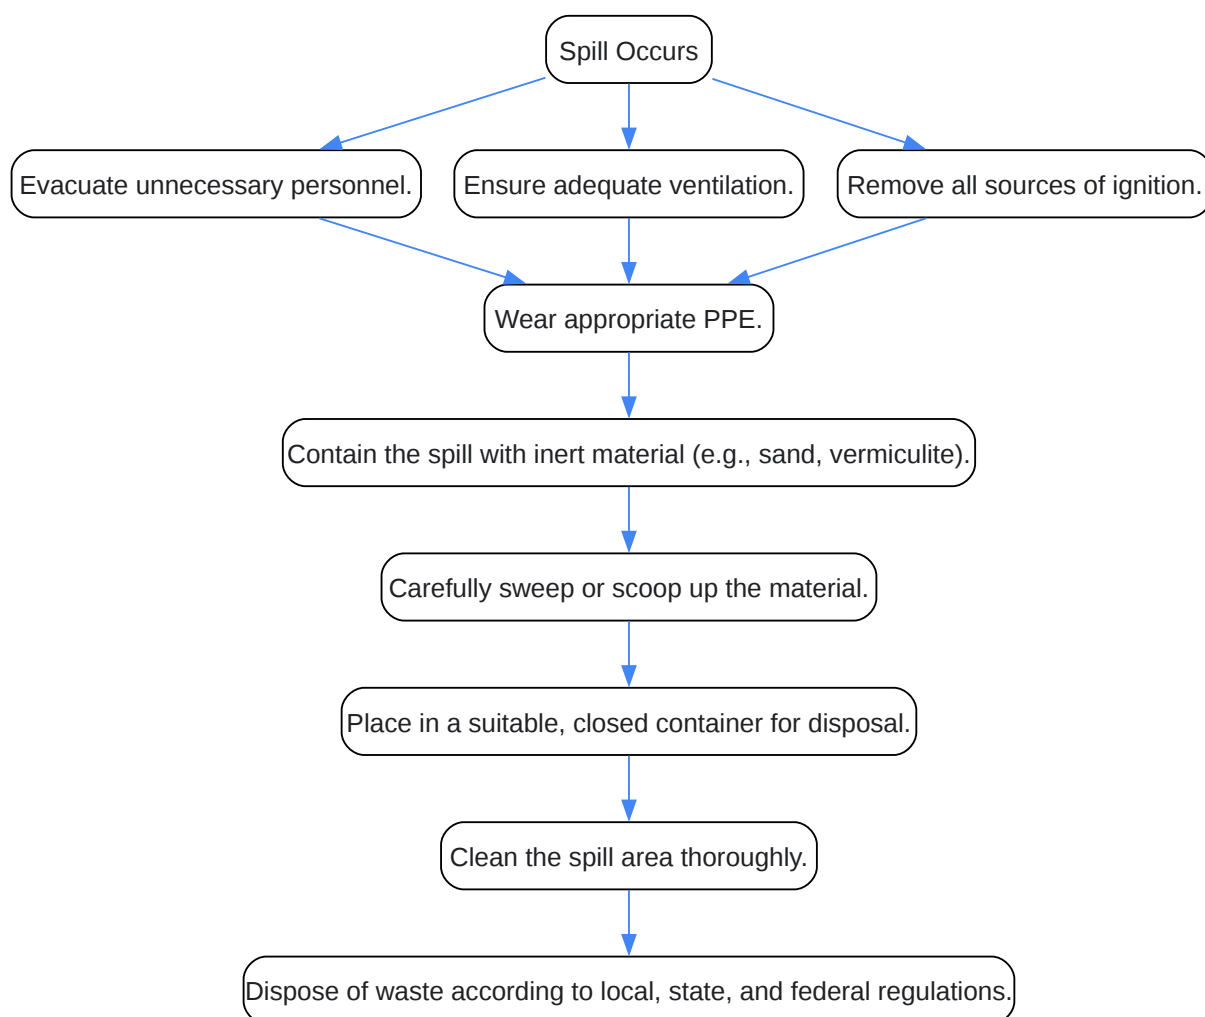 Spill Occurs
Evacuate unnecessary personnel.
Ensure adequate ventilation.
Remove all sources of ignition.
Wear appropriate PPE.
Contain the spill with inert material (e.g., sand, vermiculite).
Carefully sweep or scoop up the material.
Place in a suitable, closed container for disposal.
Clean the spill area thoroughly.
Dispose of waste according to local, state, and federal regulations.